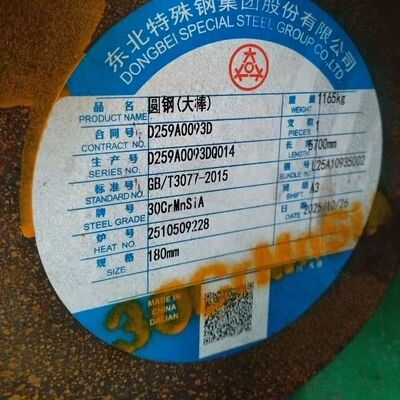 东北特殊钢集团股份有限公司
DONGBEI SPECIAL STEEL GROUP CO.,LTD
品 名 圆钢(大棒) 重 量 1165kg
PRODUCT NAME WEIGHT
合同号 D259A0093D 支 数
CONTRACT NO. PIECES
生产号 D259A0093DQ014 长 5700mm
SERIES NO. LENGTH
标准号 GB/T3077-2015 L25A10935002
STANDARD BUNDLE NO.
牌 号 30CrMnSiA 班 A3
STEEL GRADE SHIFT
炉 号 2510509228 日 期 2025/10/26
HEAT NO. DATE
规 格 180mm
SIZE
MADE IN
CHINA
DALIAN
30CrMnSi